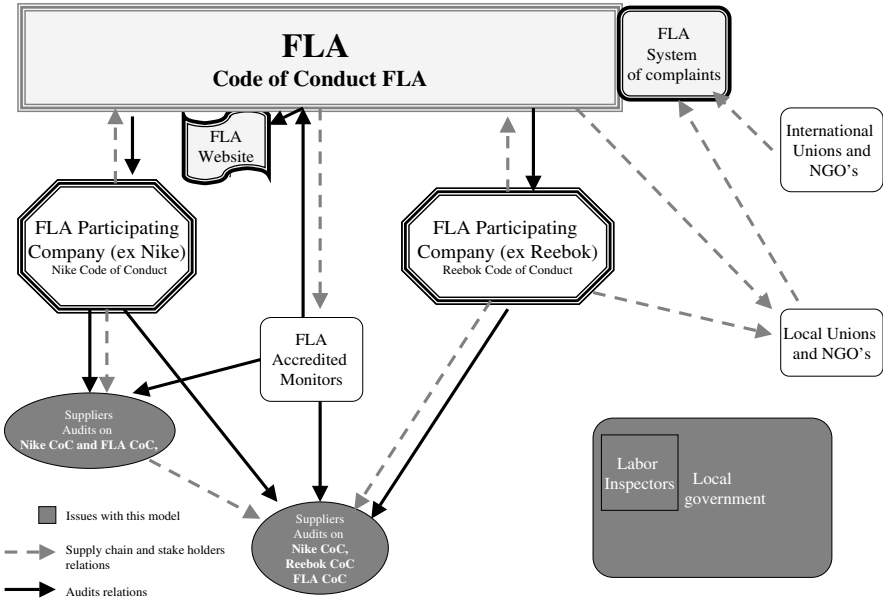 FLA
Code of Conduct FLA
FLA
System
of complaints
FLA
Website
International
Unions and
NGO's
FLA Participating
Company (ex Nike)
Nike Code of Conduct
FLA Participating
Company (ex Reebok)
Reebok Code of Conduct
FLA
Accredited
Monitors
Local Unions
and NGO's
Suppliers
Audits on
Nike CoC and FLA CoC,
Labor
Inspectors
Local
government
Suppliers
Audits on
Nike CoC,
Reebok CoC
FLA CoC
Issues with this model
Supply chain and stake holders
relations
Audits relations